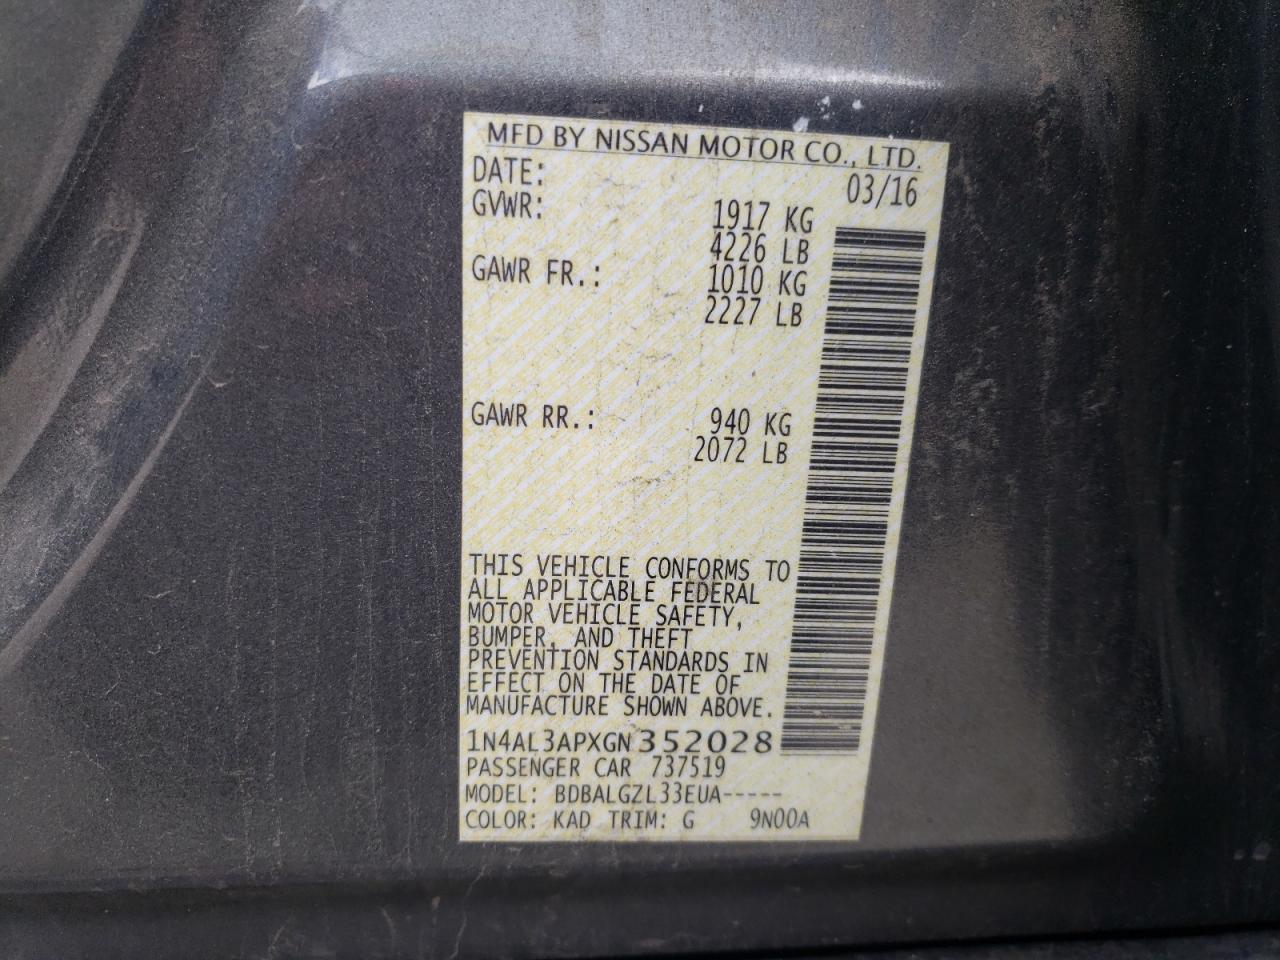 MFD BY NISSAN MOTOR CO., LTD.
DATE: 03/16
GVWR: 1917 KG
4226 LB
GAWR FR.: 1010 KG
2227 LB
GAWR RR.: 940 KG
2072 LB
THIS VEHICLE CONFORMS TO
ALL APPLICABLE FEDERAL
MOTOR VEHICLE SAFETY,
BUMPER, AND THEFT
PREVENTION STANDARDS IN
EFFECT ON THE DATE OF
MANUFACTURE SHOWN ABOVE.
1N4AL3APXGN352028
PASSENGER CAR 737519
MODEL: BDBALGZL33EUA-----
COLOR: KAD TRIM: G 9N00A